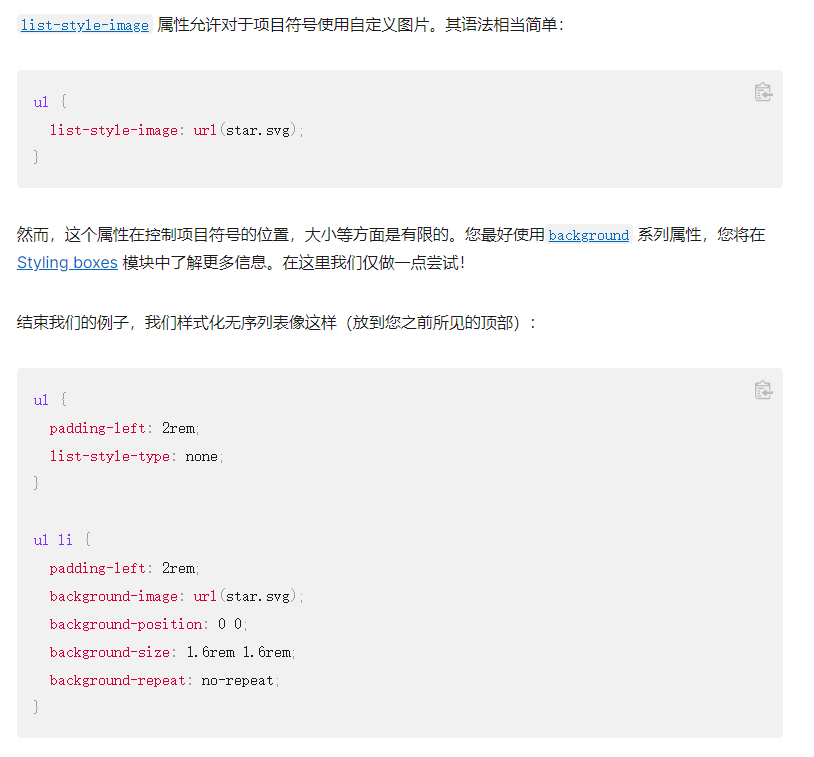 list-style-image 属性允许对于项目符号使用自定义图片。其语法相当简单：
ul {
  list-style-image: url(star.svg);
}
然而，这个属性在控制项目符号的位置，大小等方面是有限的。您最好使用 background 系列属性，您将在
Styling boxes 模块中了解更多信息。在这里我们仅做一点尝试！
结束我们的例子，我们样式化无序列表像这样（放到您之前所见的顶部）：
ul {
  padding-left: 2rem;
  list-style-type: none;
}
ul li {
  padding-left: 2rem;
  background-image: url(star.svg);
  background-position: 0 0;
  background-size: 1.6rem 1.6rem;
  background-repeat: no-repeat;
}